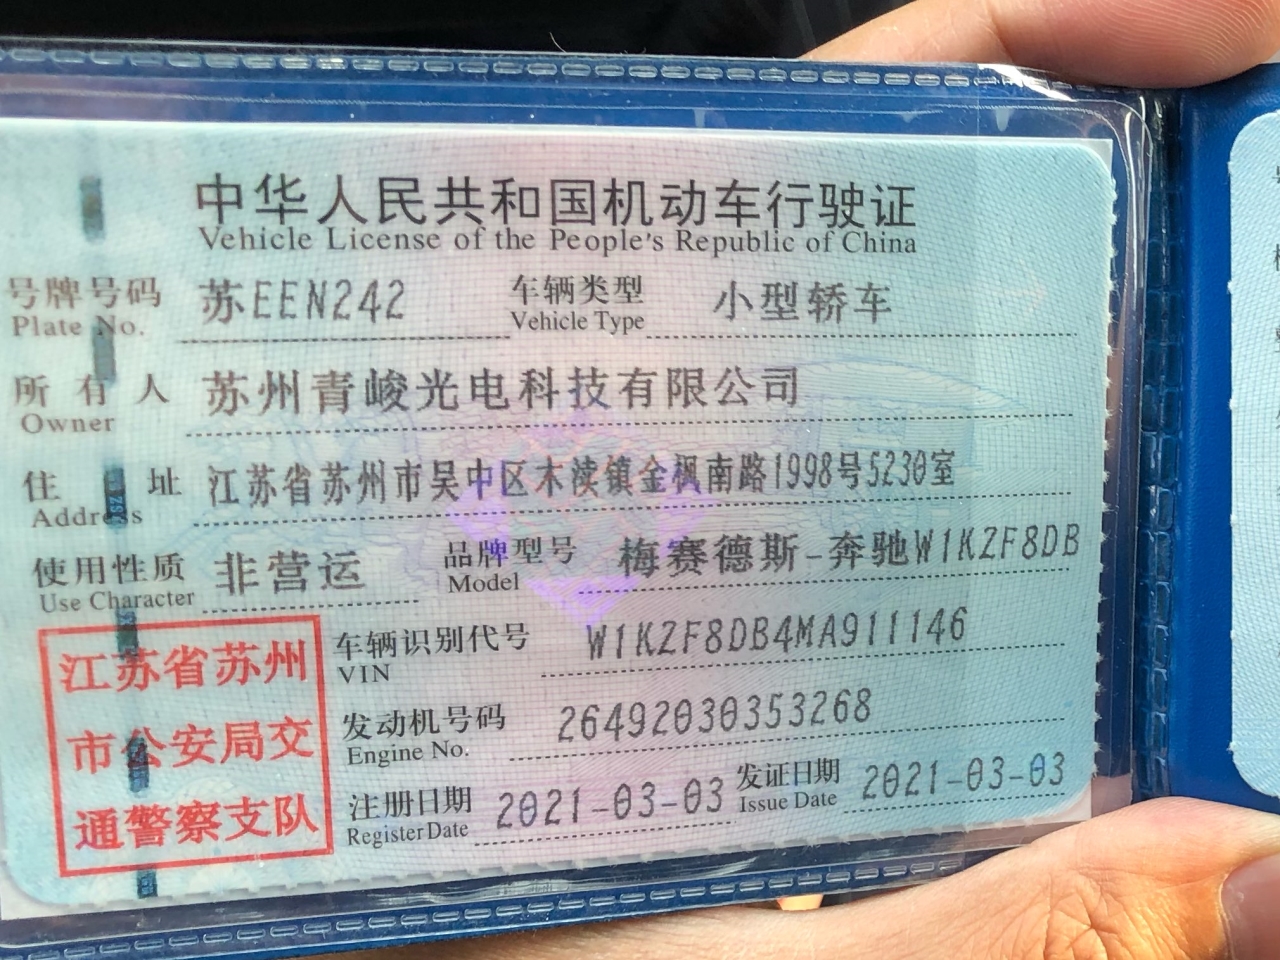 中华人民共和国机动车行驶证
Vehicle License of the People's Republic of China
号牌号码 苏EEN242 车辆类型 小型轿车
Plate No. Vehicle Type
所有人 苏州青峻光电科技有限公司
Owner
住址 江苏省苏州市吴中区木渎镇金枫南路1998号5230室
Address
使用性质 非营运 品牌型号 梅赛德斯-奔驰W1KZF8DB
Use Character Model
车辆识别代号 W1KZF8DB4MA911146
VIN
发动机号码 26492030353268
Engine No.
注册日期 2021-03-03 发证日期 2021-03-03
Register Date Issue Date
江苏省苏州
市公安局交
通警察支队